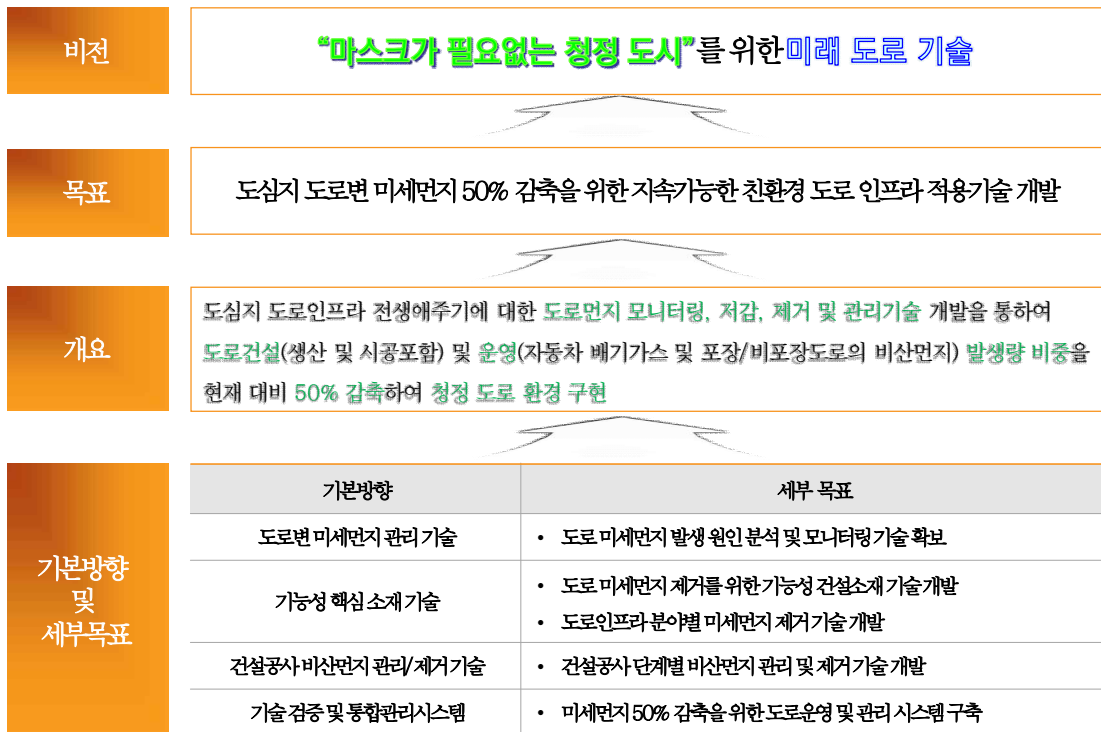 비전
“마스크가 필요없는 청정 도시”를 위한 미래 도로 기술
목표
도심지 도로변 미세먼지 50% 감축을 위한 지속가능한 친환경 도로 인프라 적용기술 개발
개요
도심지 도로인프라 전생애주기에 대한 도로먼지 모니터링, 저감, 제거 및 관리기술 개발을 통하여
도로건설(생산 및 시공포함) 및 운영(자동차 배기가스 및 포장/비포장도로의 비산먼지) 발생량 비중을
현재 대비 50% 감축하여 청정 도로 환경 구현
기본방향
및
세부목표
기본방향
세부 목표
도로변 미세먼지 관리 기술
• 도로 미세먼지 발생 원인 분석 및 모니터링 기술 확보
기능성 핵심 소재 기술
• 도로 미세먼지 제거를 위한 기능성 건설소재 기술 개발
• 도로인프라 분야별 미세먼지 제거 기술 개발
건설공사 비산먼지 관리/제거 기술
• 건설공사 단계별 비산먼지 관리 및 제거 기술 개발
기술 검증 및 통합관리시스템
• 미세먼지 50% 감축을 위한 도로운영 및 관리 시스템 구축